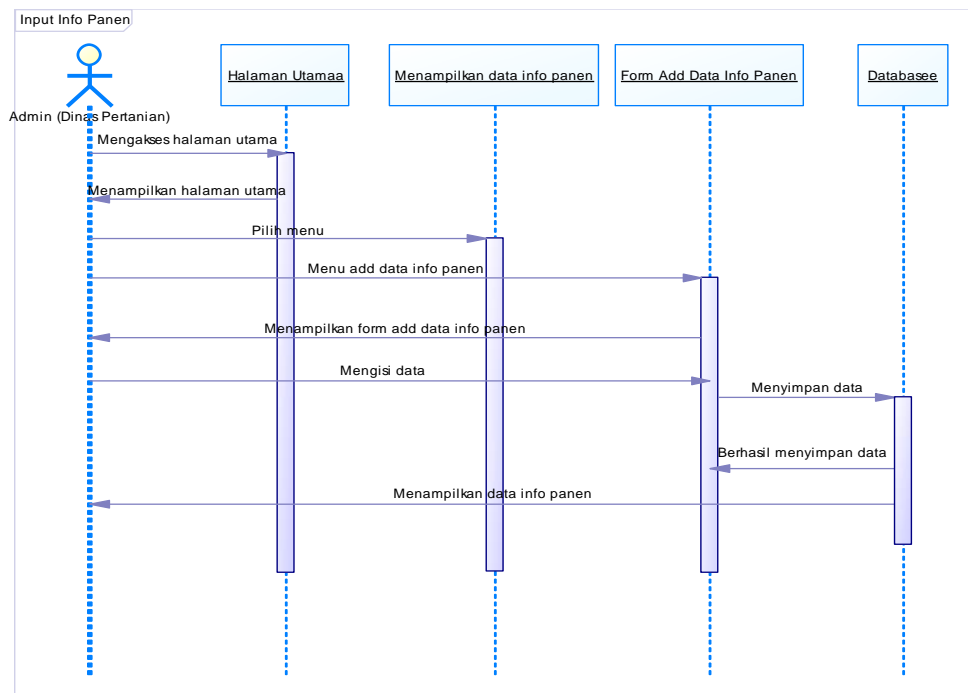 Input Info Panen
Halaman Utamaa
Menampilkan data info panen
Form Add Data Info Panen
Databasee
Admin (Dinas Pertanian)
Mengakses halaman utama
Menampilkan halaman utama
Pilih menu
Menu add data info panen
Menampilkan form add data info panen
Mengisi data
Menyimpan data
Berhasil menyimpan data
Menampilkan data info panen